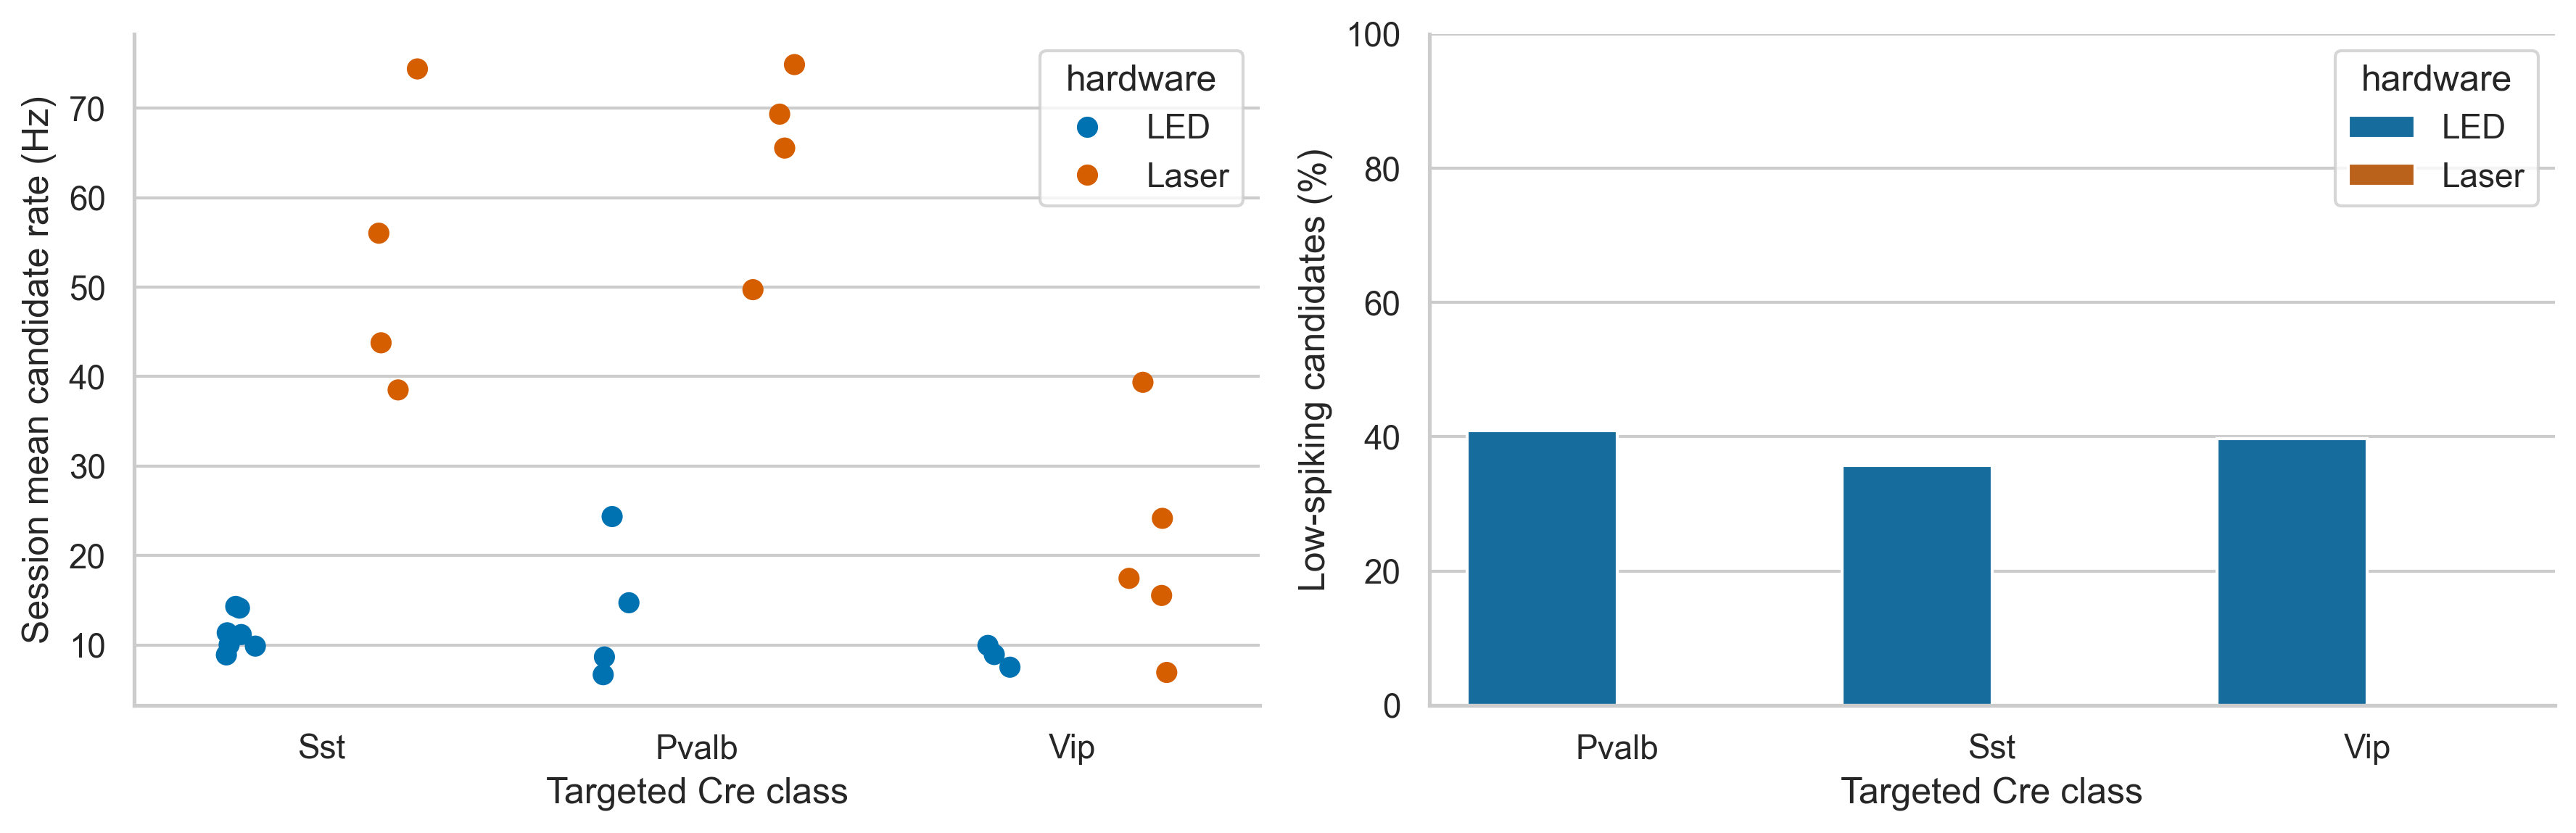 Session mean candidate rate (Hz)
70
60
50
40
30
20
10
hardware
LED
Laser
Sst
Pvalb
Vip
Targeted Cre class
Low-spiking candidates (%)
100
80
60
40
20
0
hardware
LED
Laser
Pvalb
Sst
Vip
Targeted Cre class